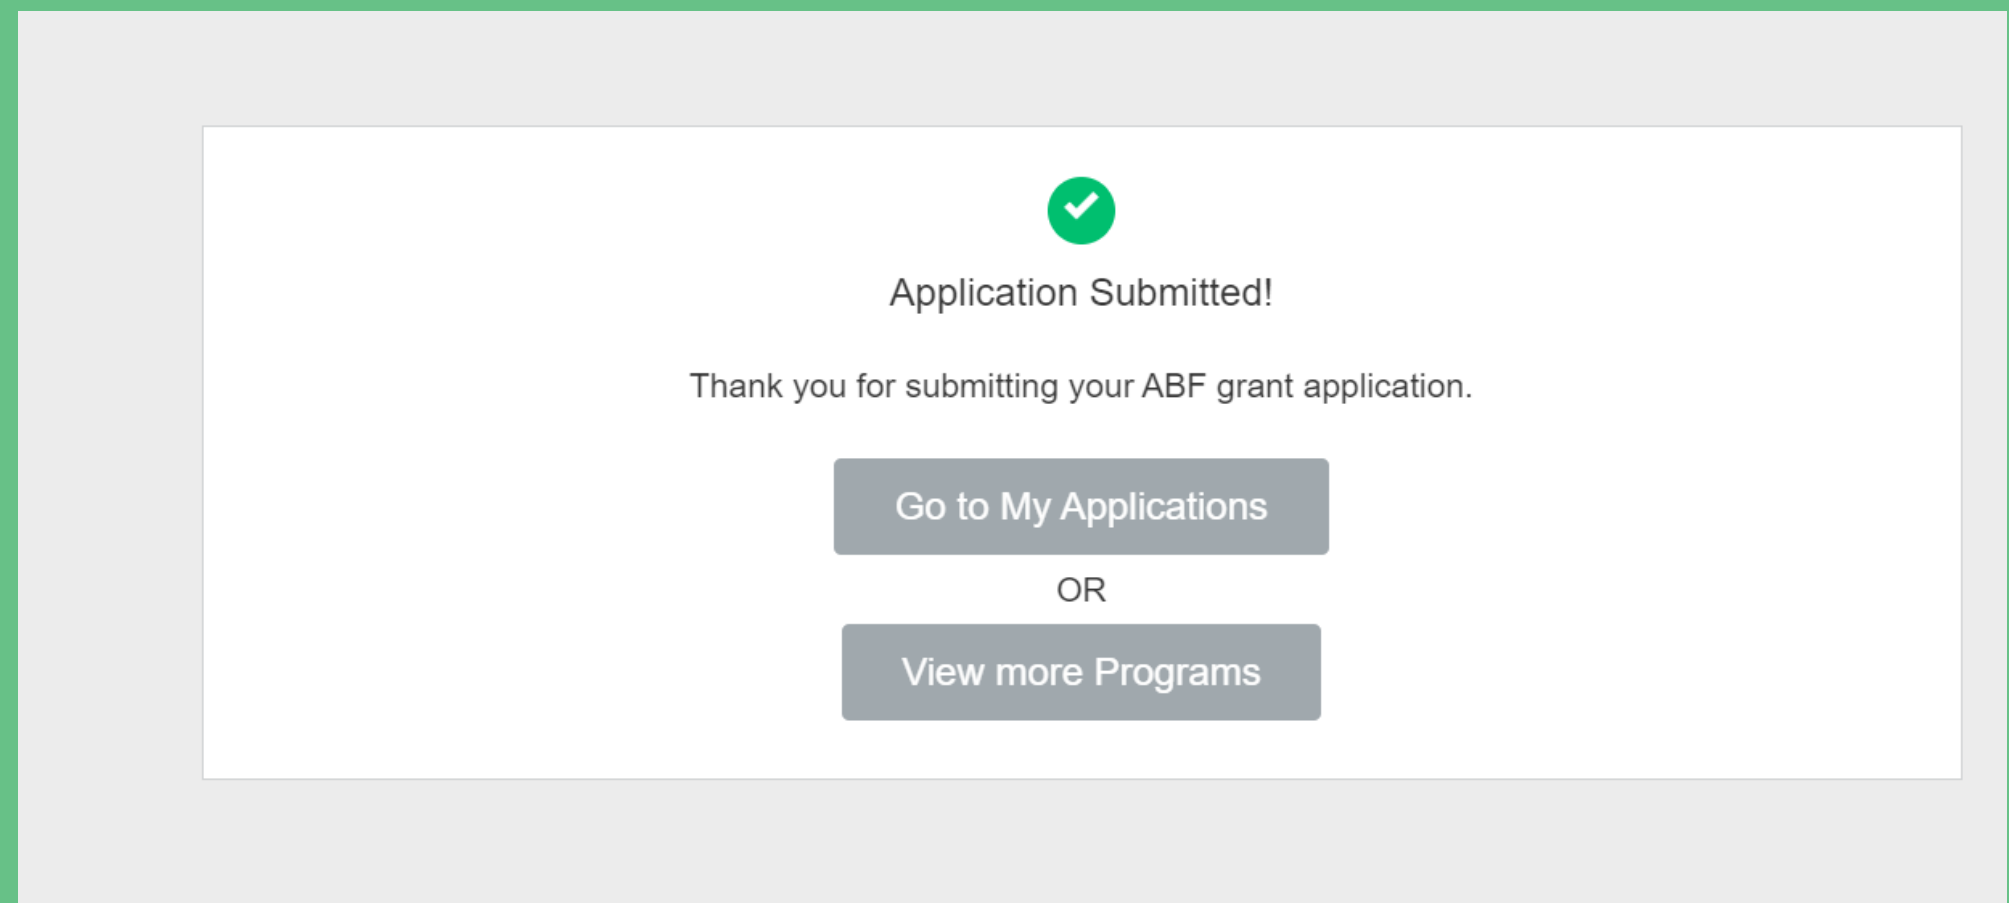 Application Submitted!
Thank you for submitting your ABF grant application.
Go to My Applications
OR
View more Programs